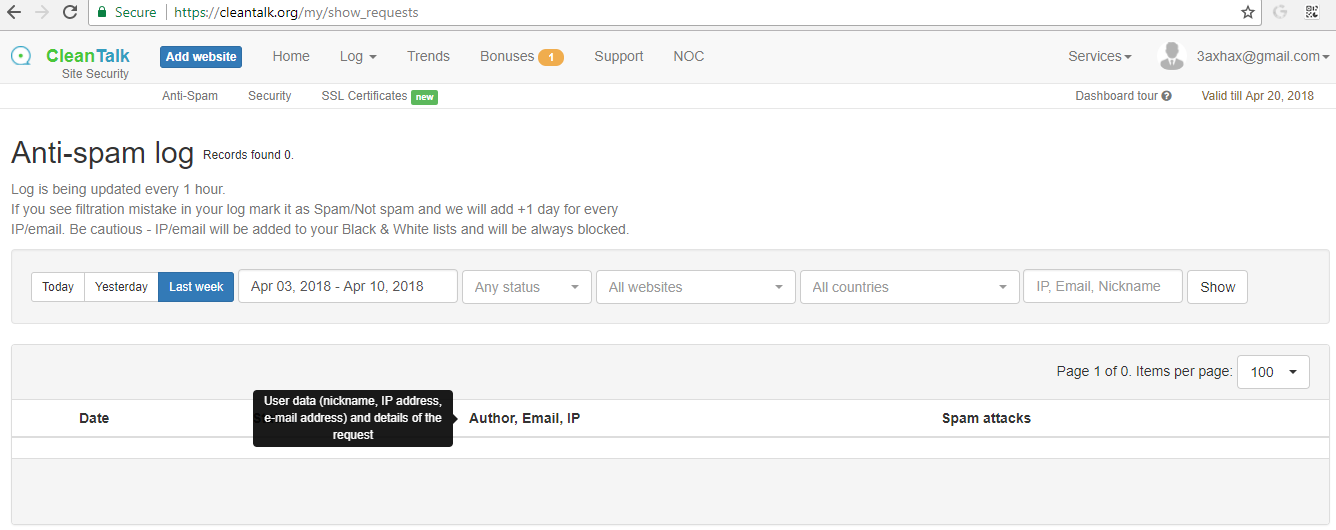 Secure https://cleantalk.org/my/show_requests
CleanTalk
Site Security
Add website Home Log Trends Bonuses 1 Support NOC Services 3axhax@gmail.com
Anti-Spam Security SSL Certificates new Dashboard tour Valid till Apr 20, 2018
Anti-spam log Records found 0.
Log is being updated every 1 hour.
If you see filtration mistake in your log mark it as Spam/Not spam and we will add +1 day for every
IP/email. Be cautious - IP/email will be added to your Black & White lists and will be always blocked.
Today Yesterday Last week Apr 03, 2018 - Apr 10, 2018 Any status All websites All countries IP, Email, Nickname Show
Page 1 of 0. Items per page: 100
User data (nickname, IP address,
e-mail address) and details of the
request
Date Author, Email, IP Spam attacks